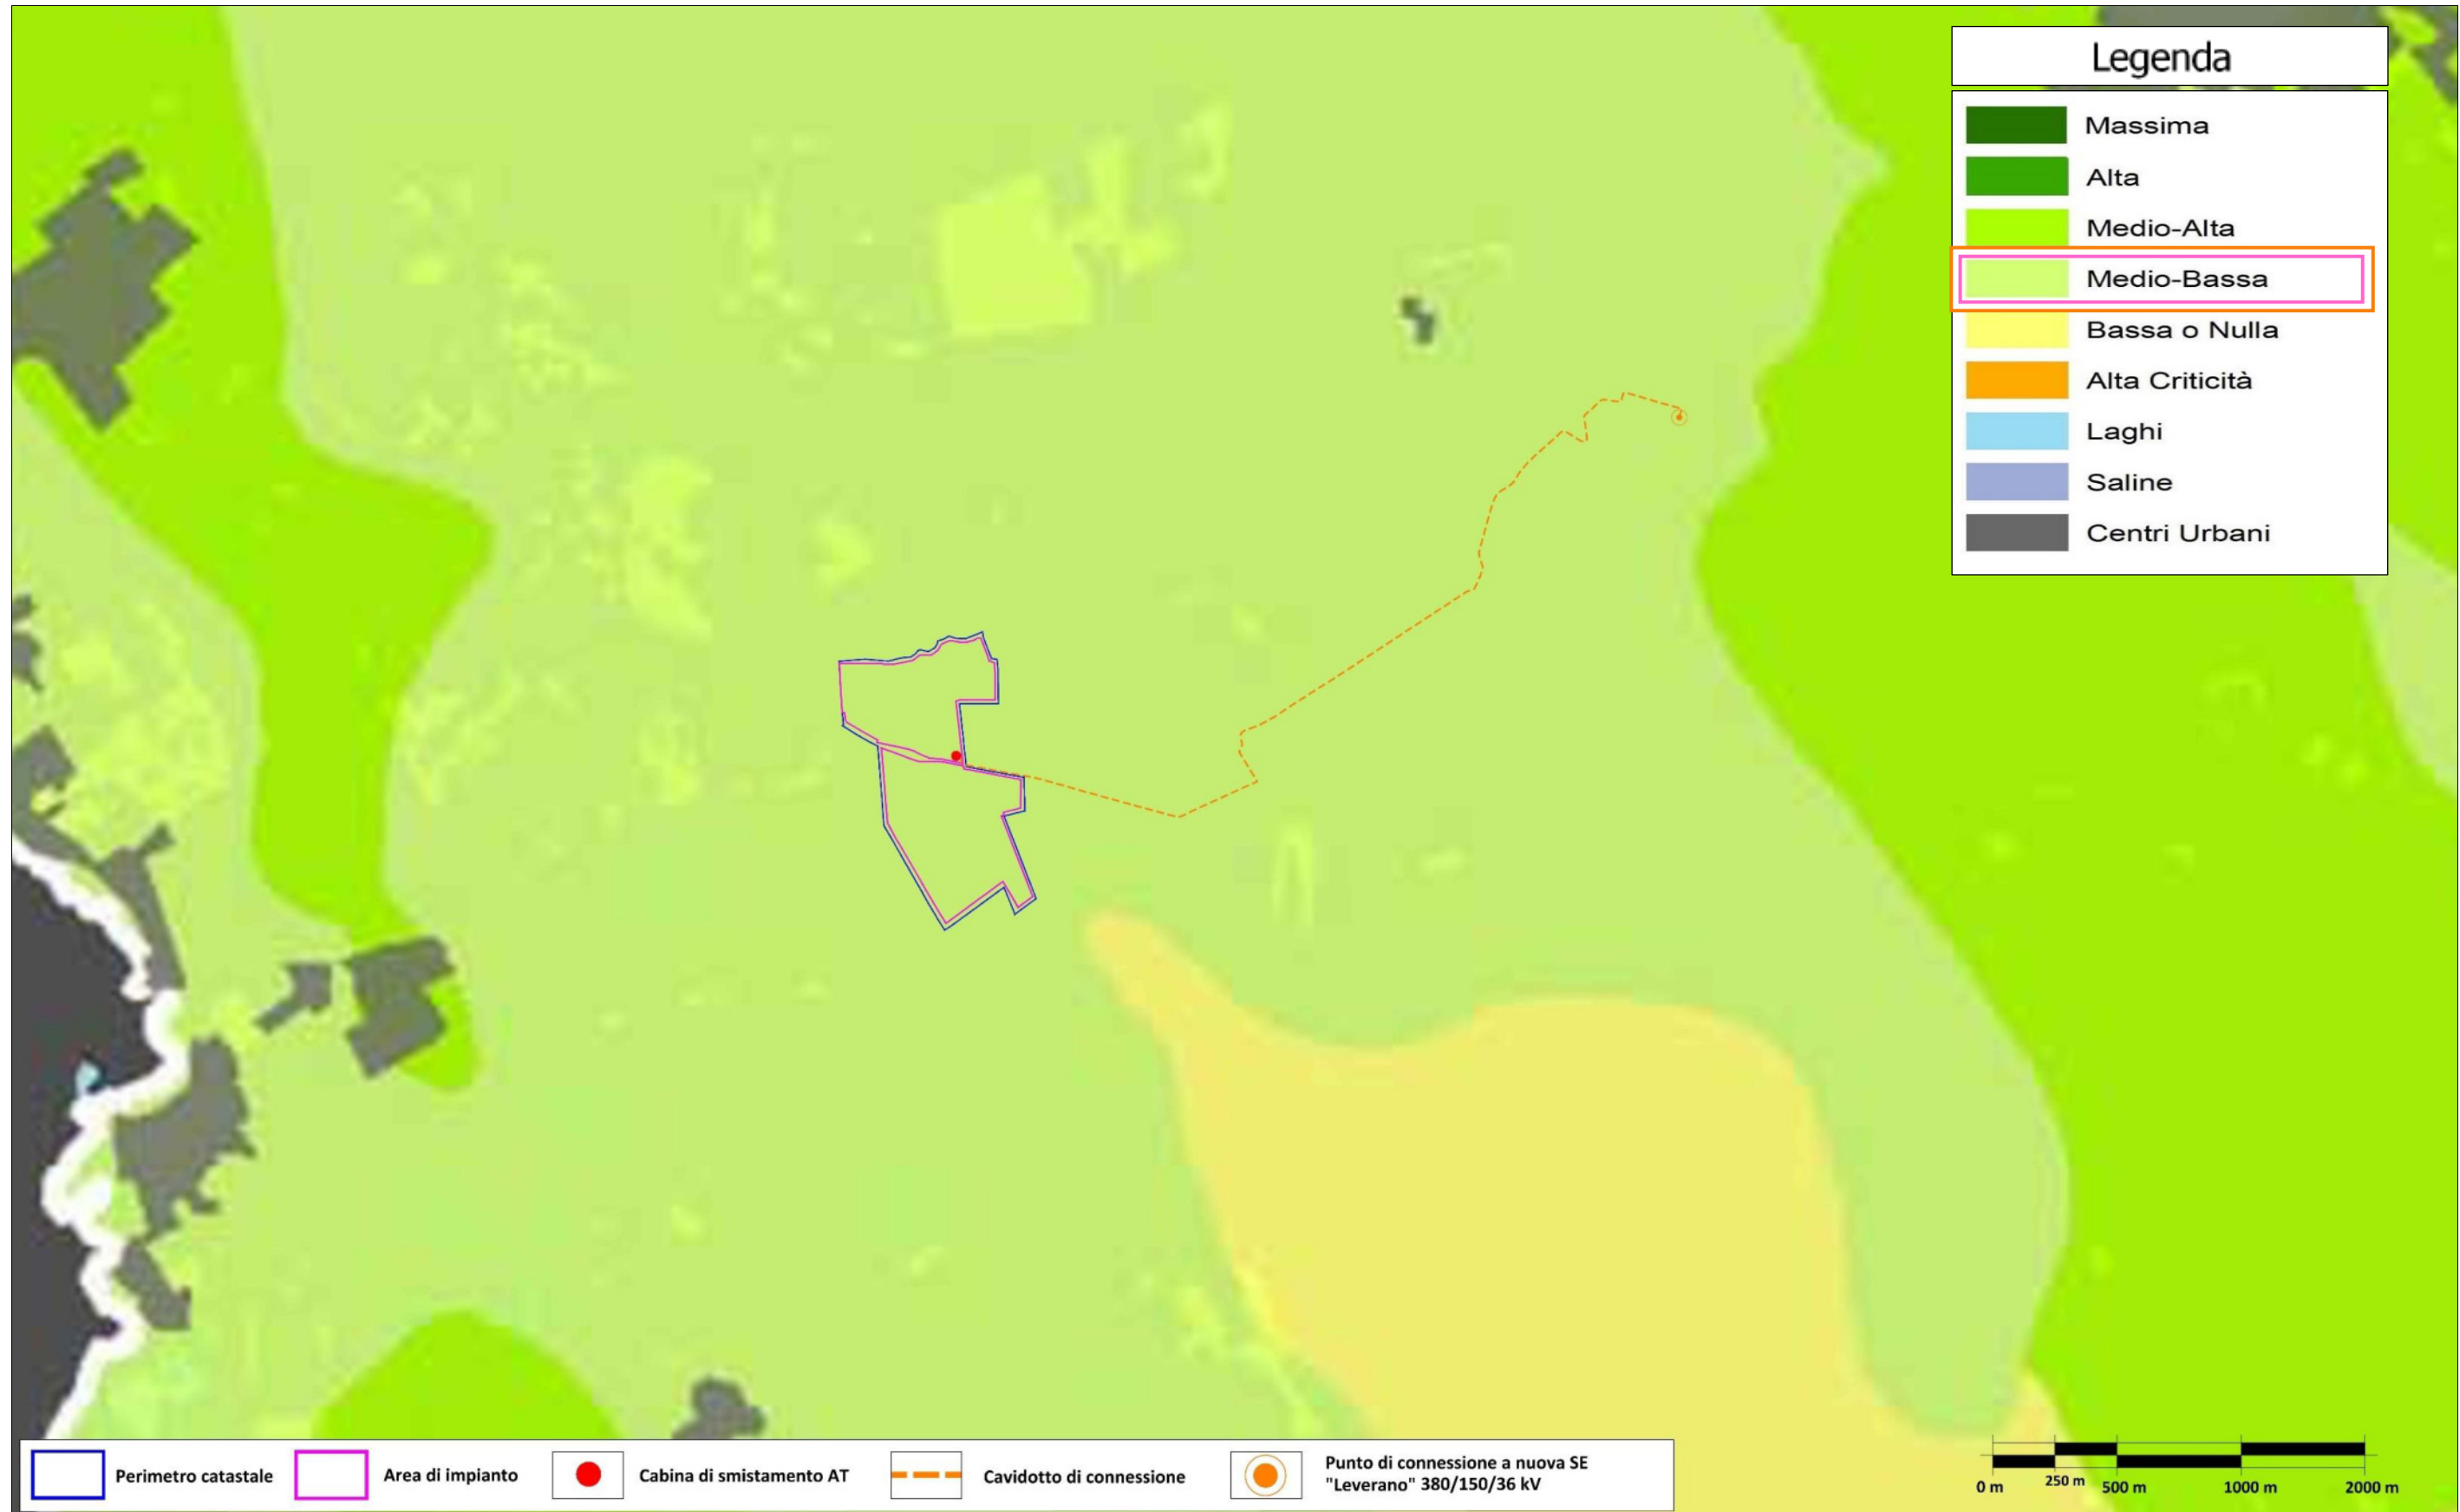 Legenda
Massima
Alta
Medio-Alta
Medio-Bassa
Bassa o Nulla
Alta Criticità
Laghi
Saline
Centri Urbani
Perimetro catastale
Area di impianto
Cabina di smistamento AT
Cavidotto di connessione
Punto di connessione a nuova SE
"Leverano" 380/150/36 kV
0 m 250 m 500 m 1000 m 2000 m